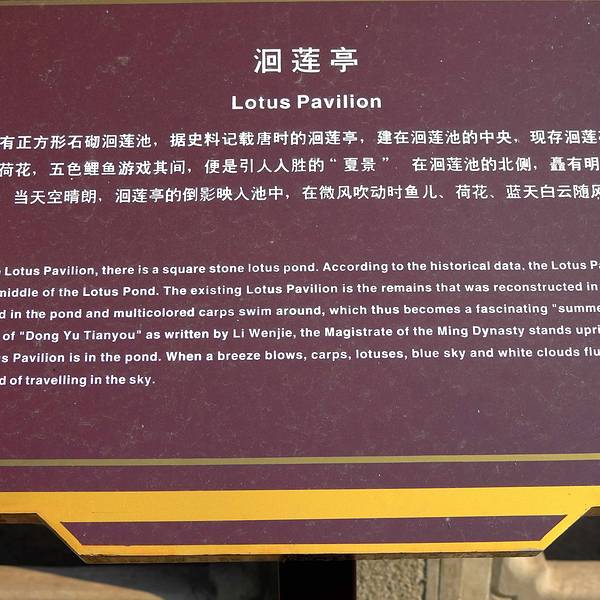 洄莲亭
Lotus Pavilion
有正方形石砌洄莲池，据史料记载唐时的洄莲亭，建在洄莲池的中央，现存洄莲
荷花，五色鲤鱼游戏其间，便是引人入胜的“夏景” 在洄莲池的北侧，矗有明
当天空晴朗，洄莲亭的倒影映入池中，在微风吹动时鱼儿、荷花、蓝天白云随风
Lotus Pavilion, there is a square stone lotus pond. According to the historical data, the Lotus Pa
middle of the Lotus Pond. The existing Lotus Pavilion is the remains that was reconstructed in
d in the pond and multicolored carps swim around, which thus becomes a fascinating "summe
of "Dong Yu Tianyou" as written by Li Wenjie, the Magistrate of the Ming Dynasty stands upri
s Pavilion is in the pond. When a breeze blows, carps, lotuses, blue sky and white clouds flu
d of travelling in the sky.